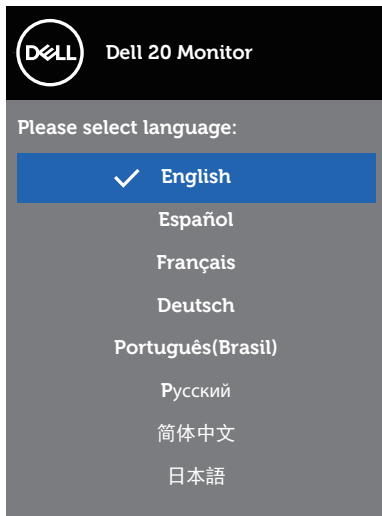 DELL
Dell 20 Monitor
Please select language:
English
Español
Français
Deutsch
Português(Brasil)
Русский
简体中文
日本語